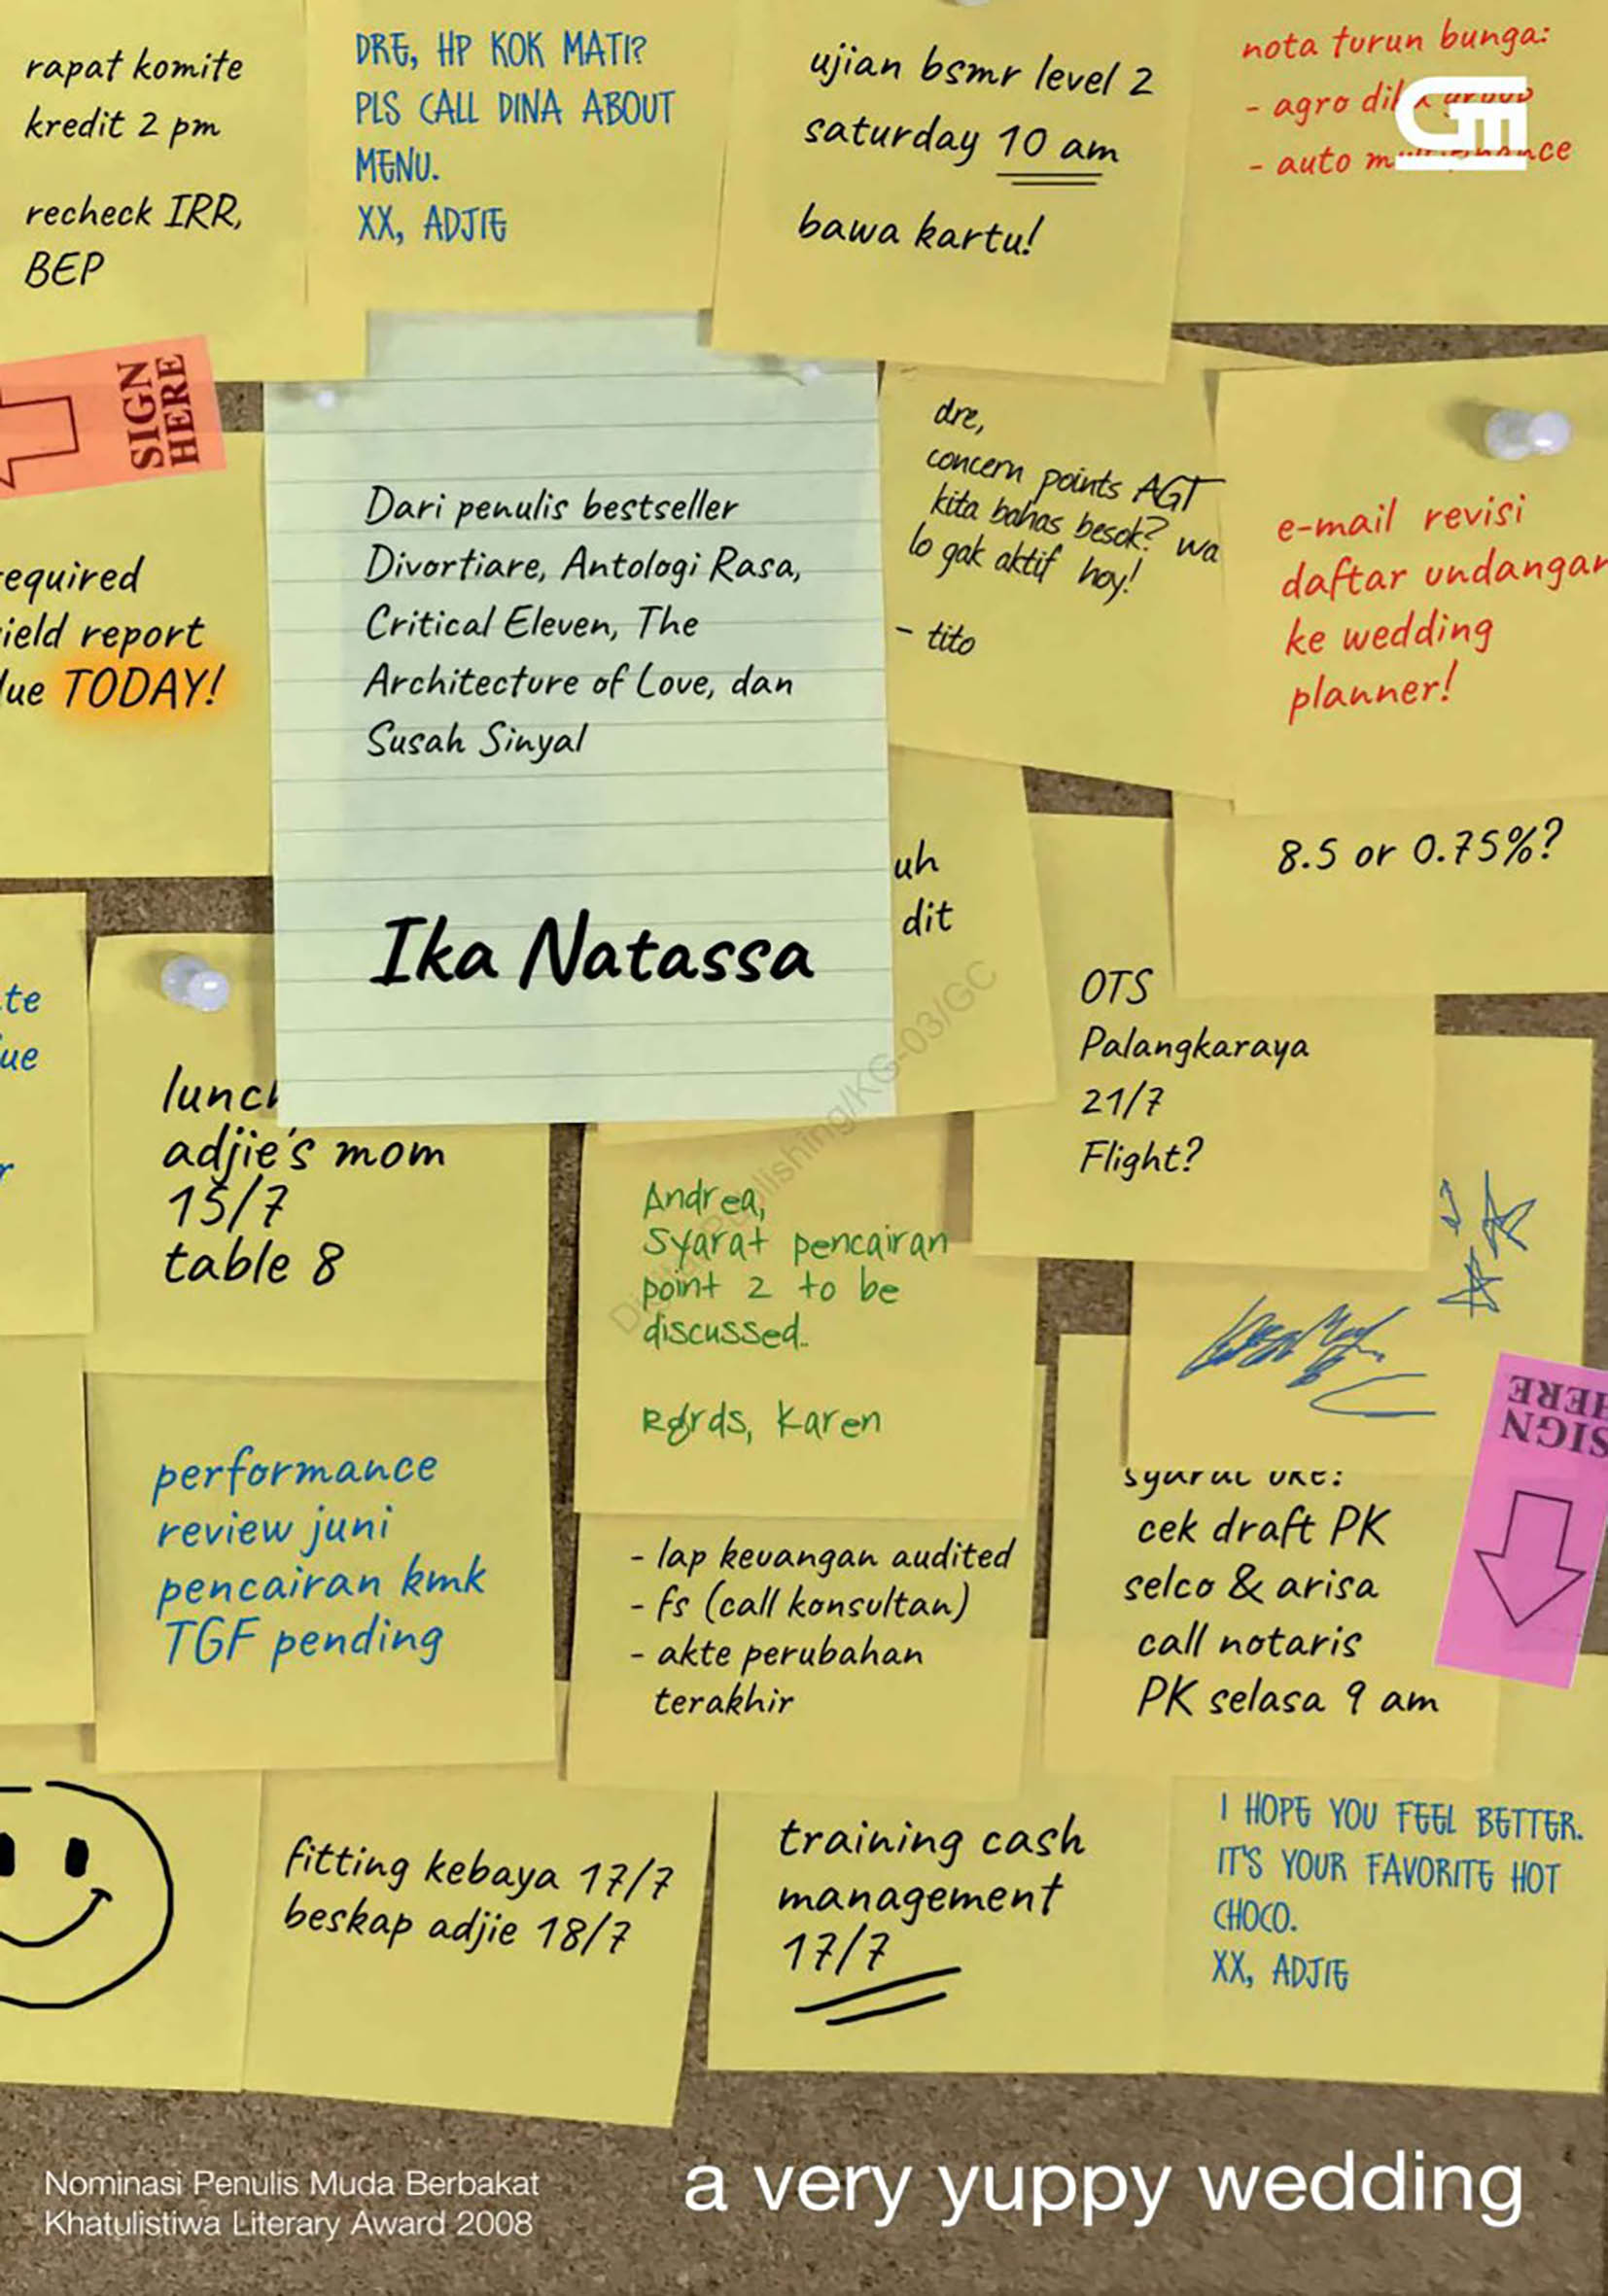 rapat komite
kredit 2 pm
recheck IRR,
BEP
DRE, HP KOK MATI?
PLS CALL DINA ABOUT
MENU.
XX, ADJIE
ujian bsmr level 2
saturday 10 am
bawa kartu!
nota turun bunga:
- agro
- auto
Gm
SIGN
HERE
equired
ield report
lue TODAY!
Dari penulis bestseller
Divortiare, Antologi Rasa,
Critical Eleven, The
Architecture of Love, dan
Susah Sinyal
Ika Natassa
dre,
concern points AGT
kita bahas besok? wa
lo gak aktif hoy!
- tito
e-mail revisi
daftar undangan
ke wedding
planner!
uh
dit
8.5 or 0.75%?
OTS
Palangkaraya
21/7
Flight?
te
ue
r
lunch
adjie's mom
15/7
table 8
Digital Publishing/KG-03/GC
Andrea,
Syarat pencairan
point 2 to be
discussed.
Rgrds, Karen
SIGN
HERE
performance
review juni
pencairan kmk
TGF pending
- lap keuangan audited
- fs (call konsultan)
- akte perubahan
terakhir
cek draft PK
selco & arisa
call notaris
PK selasa 9 am
fitting kebaya 17/7
beskap adjie 18/7
training cash
management
17/7
I HOPE YOU FEEL BETTER.
IT'S YOUR FAVORITE HOT
CHOCO.
XX, ADJIE
Nominasi Penulis Muda Berbakat
Khatulistiwa Literary Award 2008
a very yuppy wedding